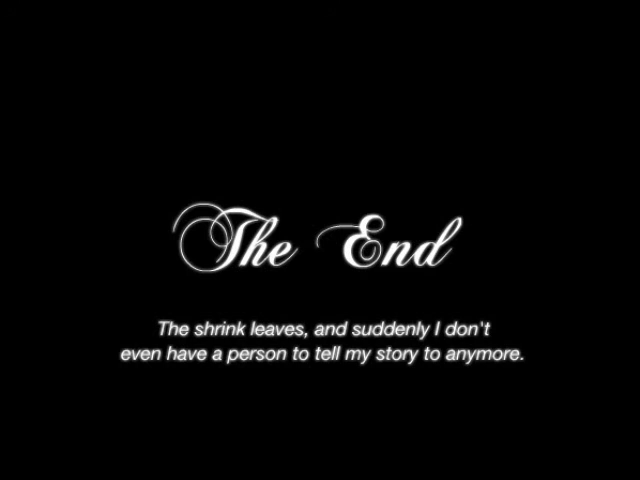 The End
The shrink leaves, and suddenly I don't
even have a person to tell my story to anymore.